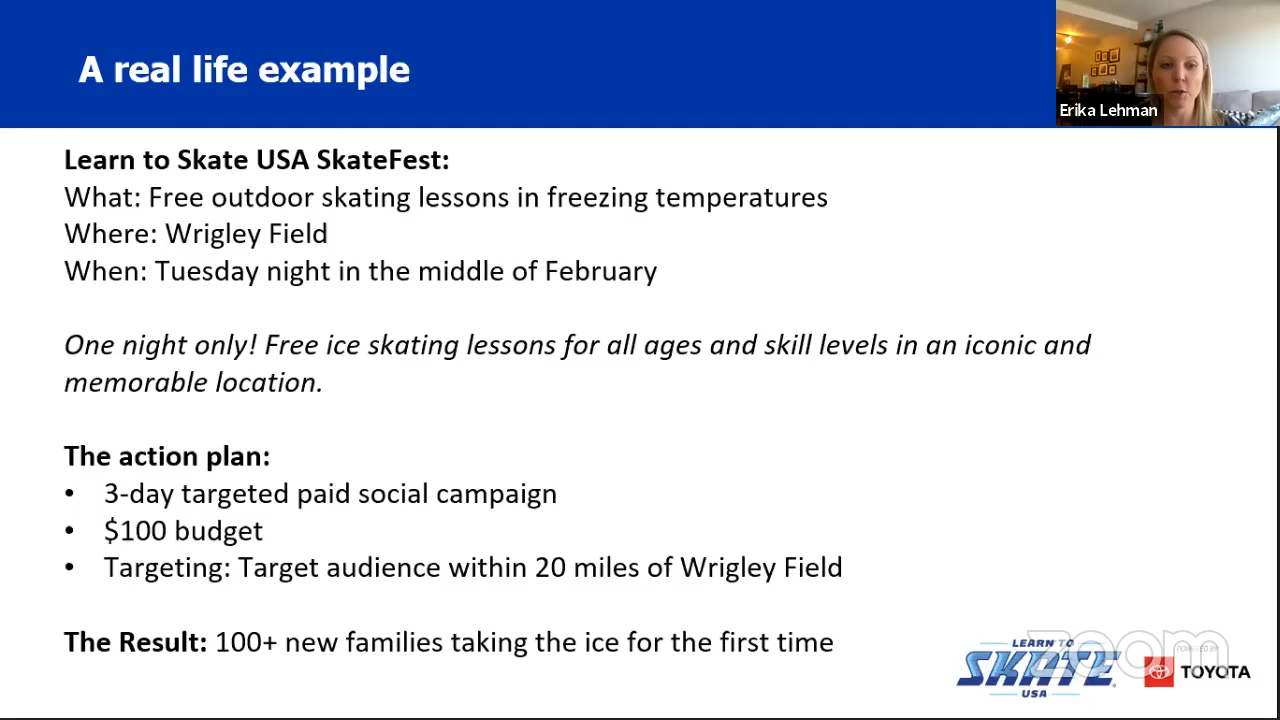 A real life example
Erika Lehman
Learn to Skate USA SkateFest:
What: Free outdoor skating lessons in freezing temperatures
Where: Wrigley Field
When: Tuesday night in the middle of February
One night only! Free ice skating lessons for all ages and skill levels in an iconic and
memorable location.
The action plan:
• 3-day targeted paid social campaign
• $100 budget
• Targeting: Target audience within 20 miles of Wrigley Field
The Result: 100+ new families taking the ice for the first time
LEARN TO
SKATE
USA
zoom
POWERED BY
TOYOTA